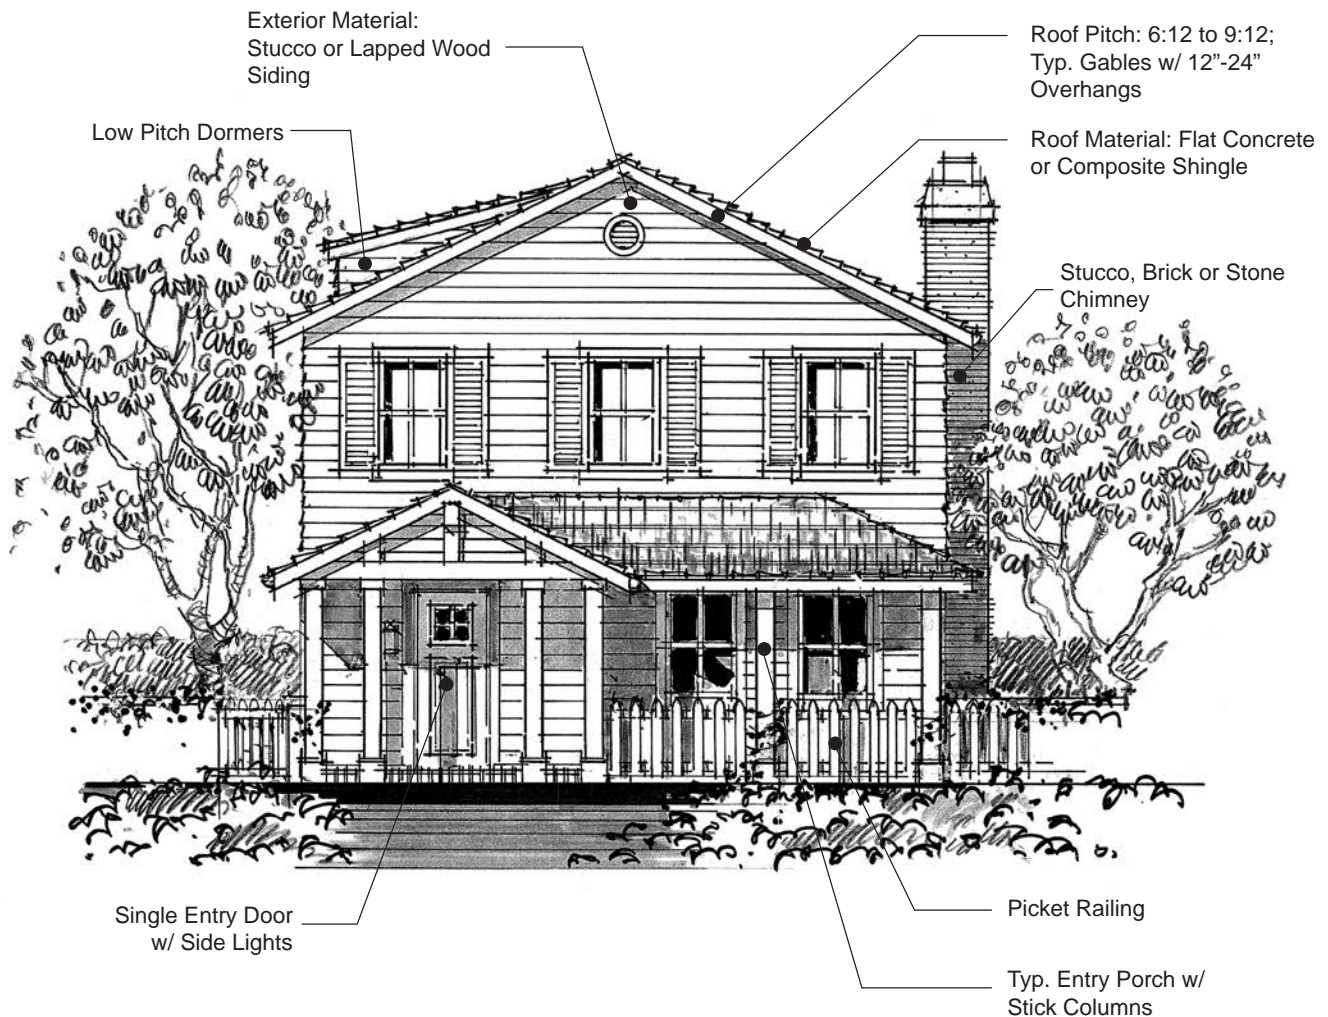 Exterior Material:
Stucco or Lapped Wood
Siding
Roof Pitch: 6:12 to 9:12;
Typ. Gables w/ 12”-24”
Overhangs
Low Pitch Dormers
Roof Material: Flat Concrete
or Composite Shingle
Stucco, Brick or Stone
Chimney
Single Entry Door
w/ Side Lights
Picket Railing
Typ. Entry Porch w/
Stick Columns